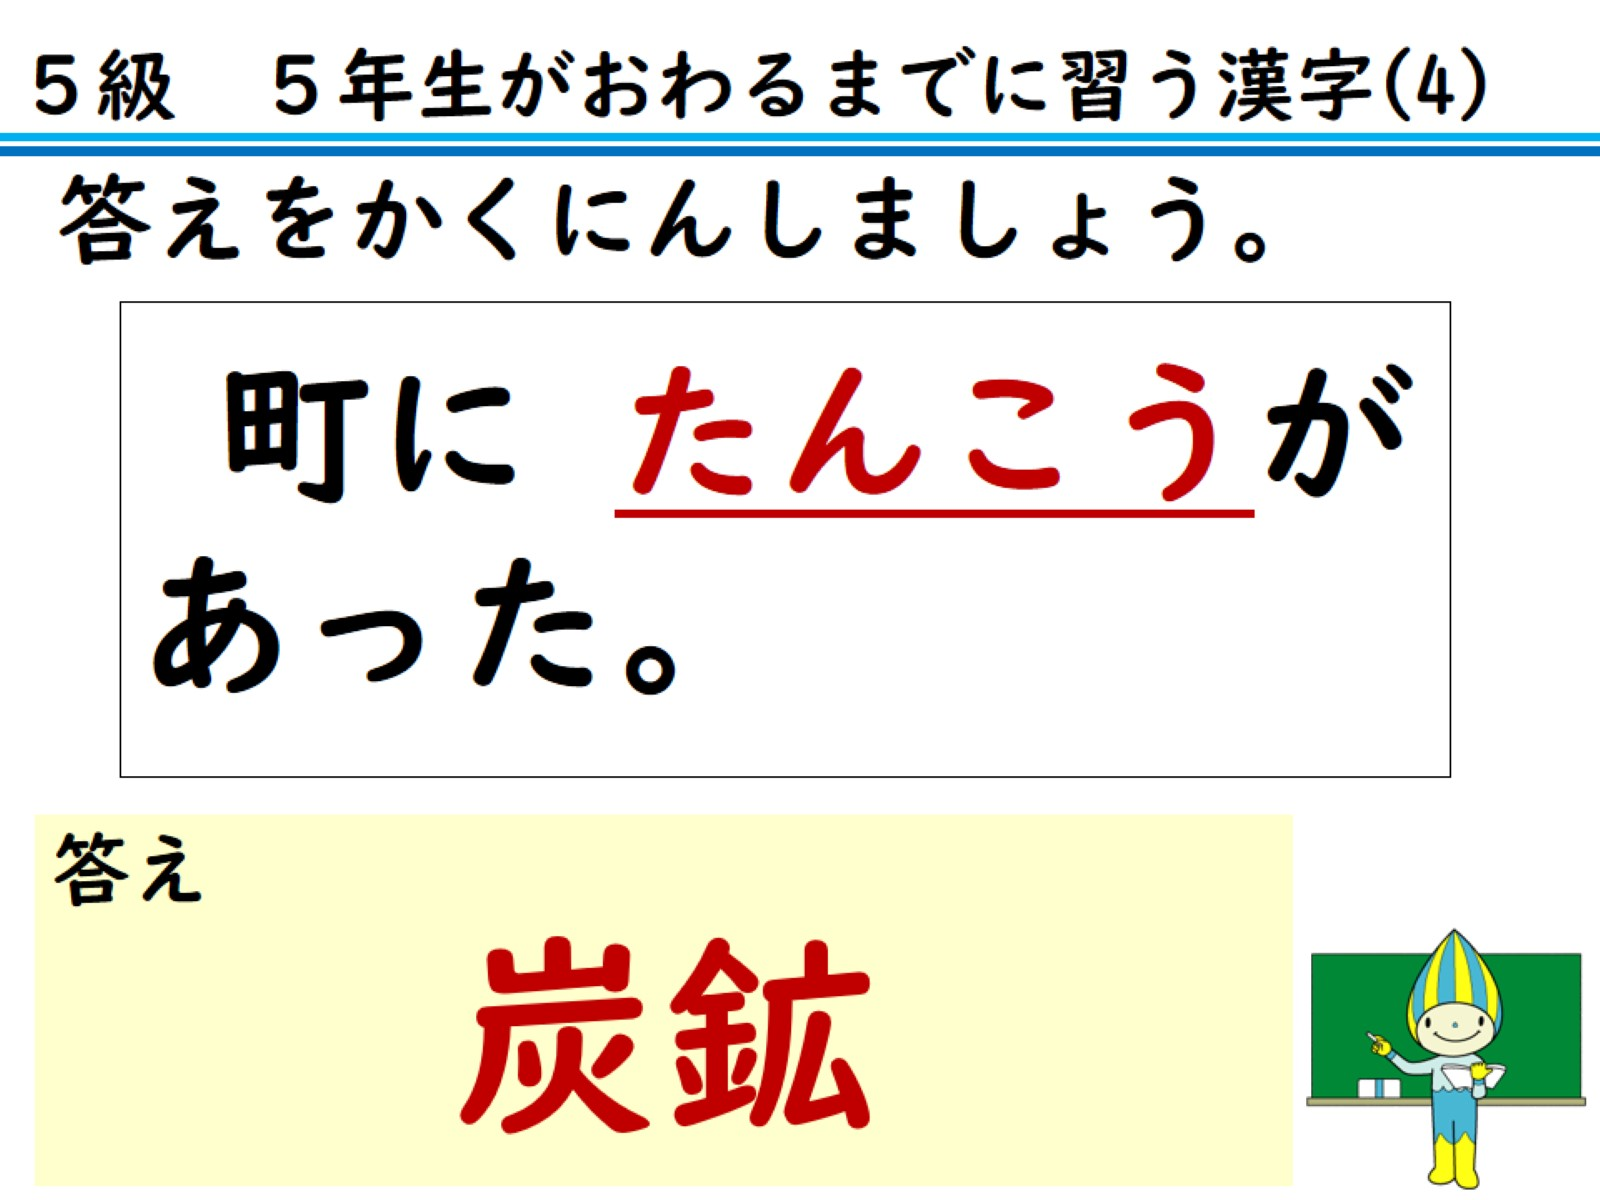 ５級　５年生がおわるまでに習う漢字(4)
答えをかくにんしましょう。
町に たんこうが
あった。
答え
炭鉱